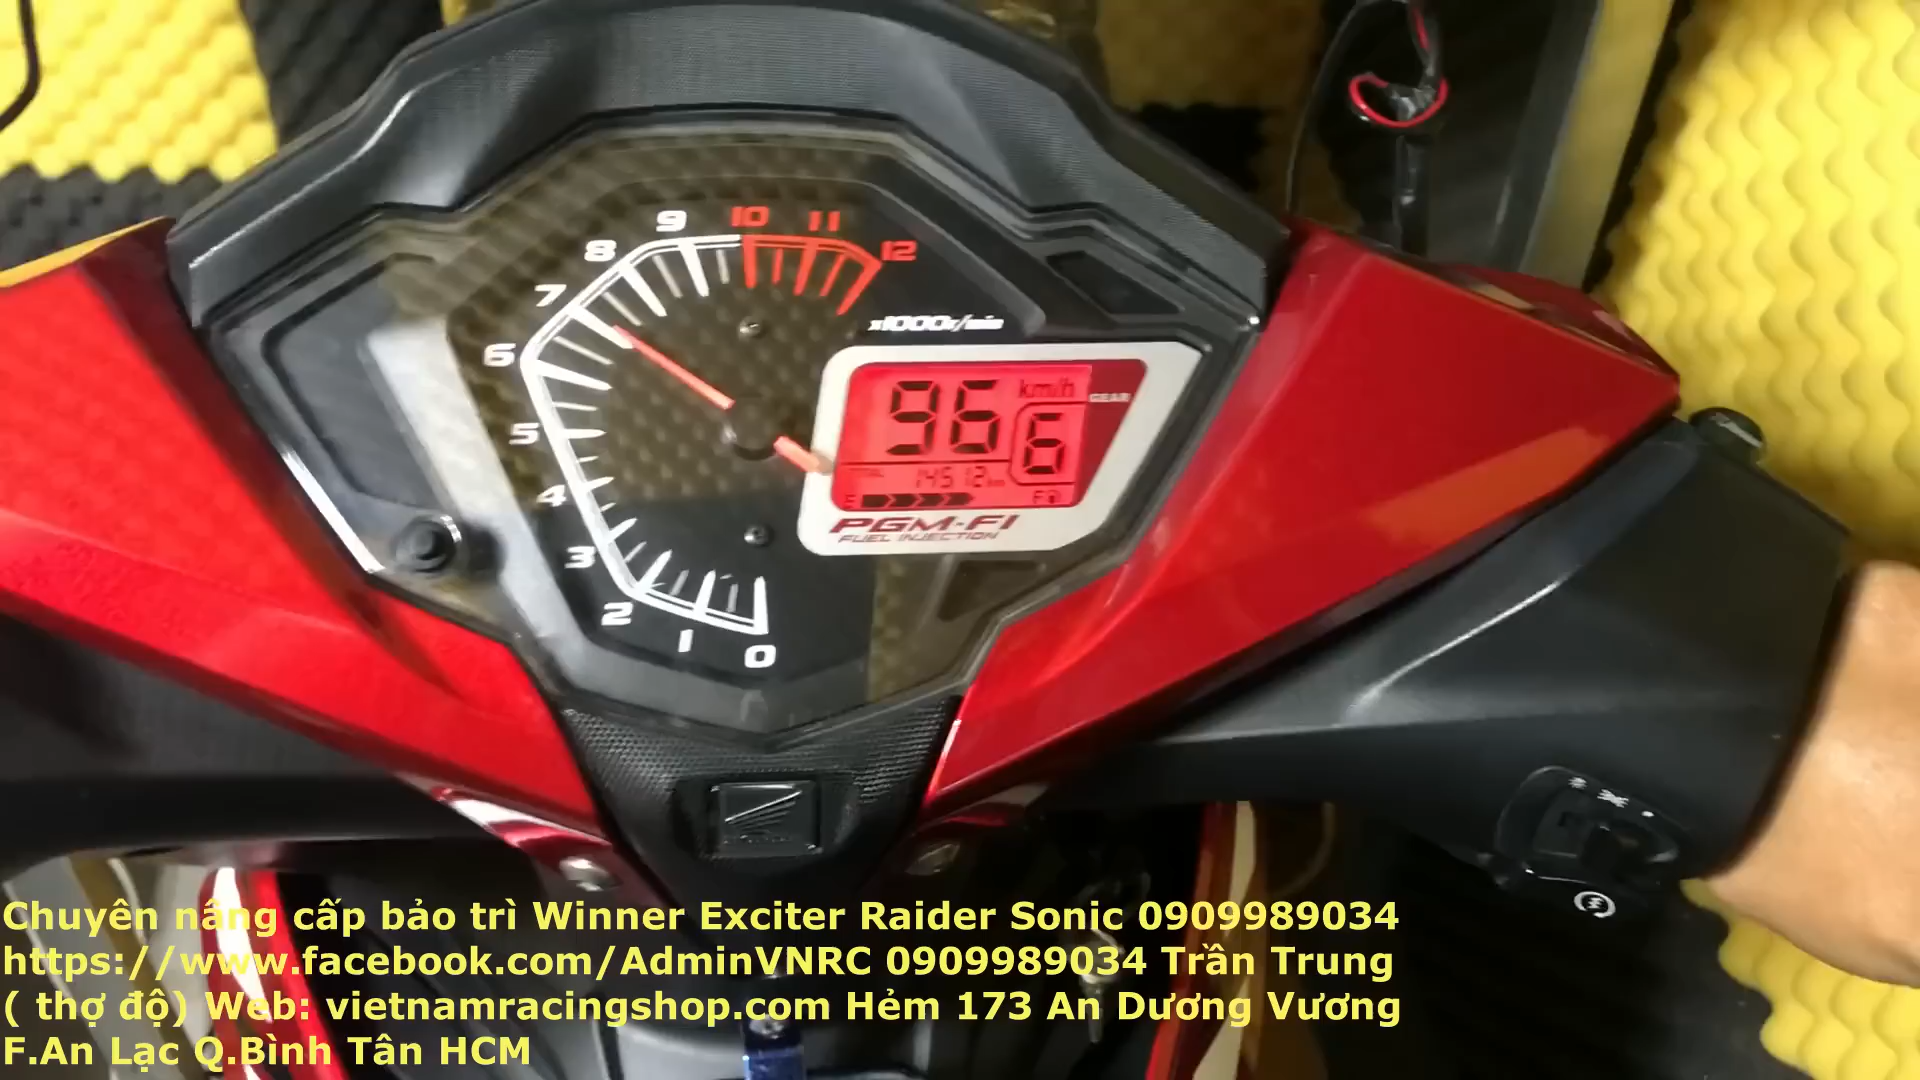 10 11
9 12
8
7
x1000r/min
6
96 km/h
GEAR
6
5
14512
4
E F
PGM-FI
FUEL INJECTION
3
2
1
0
Chuyên nâng cấp bảo trì Winner Exciter Raider Sonic 0909989034
https://www.facebook.com/AdminVNRC 0909989034 Trần Trung
( thợ độ) Web: vietnamracingshop.com Hẻm 173 An Dương Vương
F.An Lạc Q.Bình Tân HCM